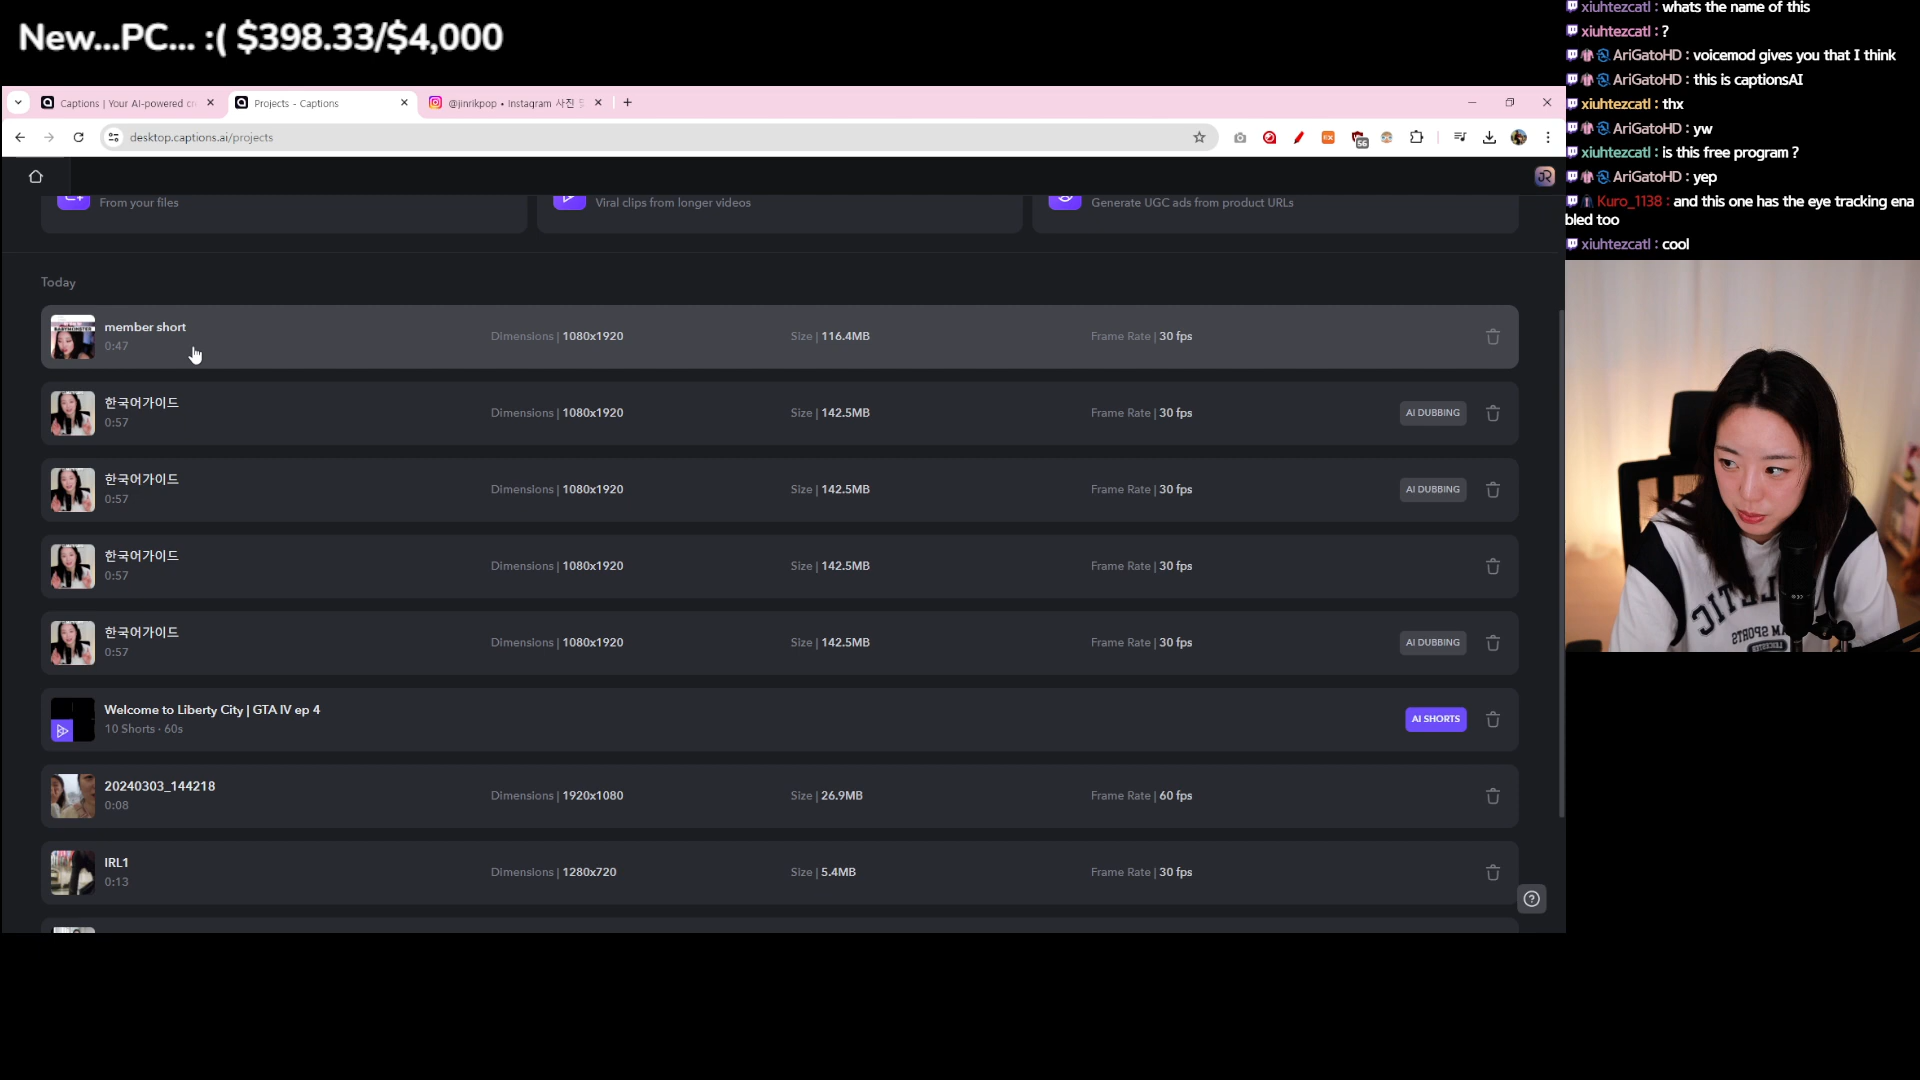 New...PC... :( $398.33/$4,000
Captions | Your AI-powered cr
Projects - Captions
@jinrikpop • Instagram 사진 및
desktop.captions.ai/projects
56
From your files
Viral clips from longer videos
Generate UGC ads from product URLs
Today
member short
0:47
Dimensions | 1080x1920
Size | 116.4MB
Frame Rate | 30 fps
한국어가이드
0:57
Dimensions | 1080x1920
Size | 142.5MB
Frame Rate | 30 fps
AI DUBBING
한국어가이드
0:57
Dimensions | 1080x1920
Size | 142.5MB
Frame Rate | 30 fps
AI DUBBING
한국어가이드
0:57
Dimensions | 1080x1920
Size | 142.5MB
Frame Rate | 30 fps
한국어가이드
0:57
Dimensions | 1080x1920
Size | 142.5MB
Frame Rate | 30 fps
AI DUBBING
Welcome to Liberty City | GTA IV ep 4
10 Shorts · 60s
AI SHORTS
20240303_144218
0:08
Dimensions | 1920x1080
Size | 26.9MB
Frame Rate | 60 fps
IRL1
0:13
Dimensions | 1280x720
Size | 5.4MB
Frame Rate | 30 fps
xiuhtezcatl : whats the name of this
xiuhtezcatl : ?
AriGatoHD : voicemod gives you that I think
AriGatoHD : this is captionsAI
xiuhtezcatl : thx
AriGatoHD : yw
xiuhtezcatl : is this free program ?
AriGatoHD : yep
Kuro_1138 : and this one has the eye tracking ena
bled too
xiuhtezcatl : cool